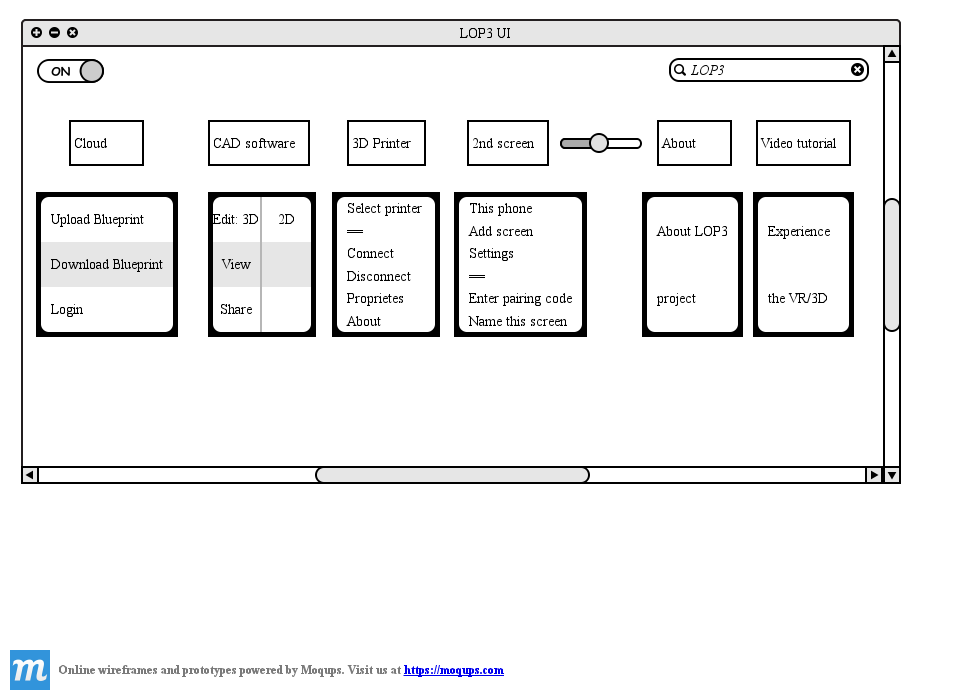 LOP3 UI
ON
LOP3
Cloud
CAD software
3D Printer
2nd screen
About
Video tutorial
Upload Blueprint
Download Blueprint
Login
Edit: 3D 2D
View
Share
Select printer
Connect
Disconnect
Proprietes
About
This phone
Add screen
Settings
Enter pairing code
Name this screen
About LOP3
project
Experience
the VR/3D
m Online wireframes and prototypes powered by Moqups. Visit us at https://moqups.com